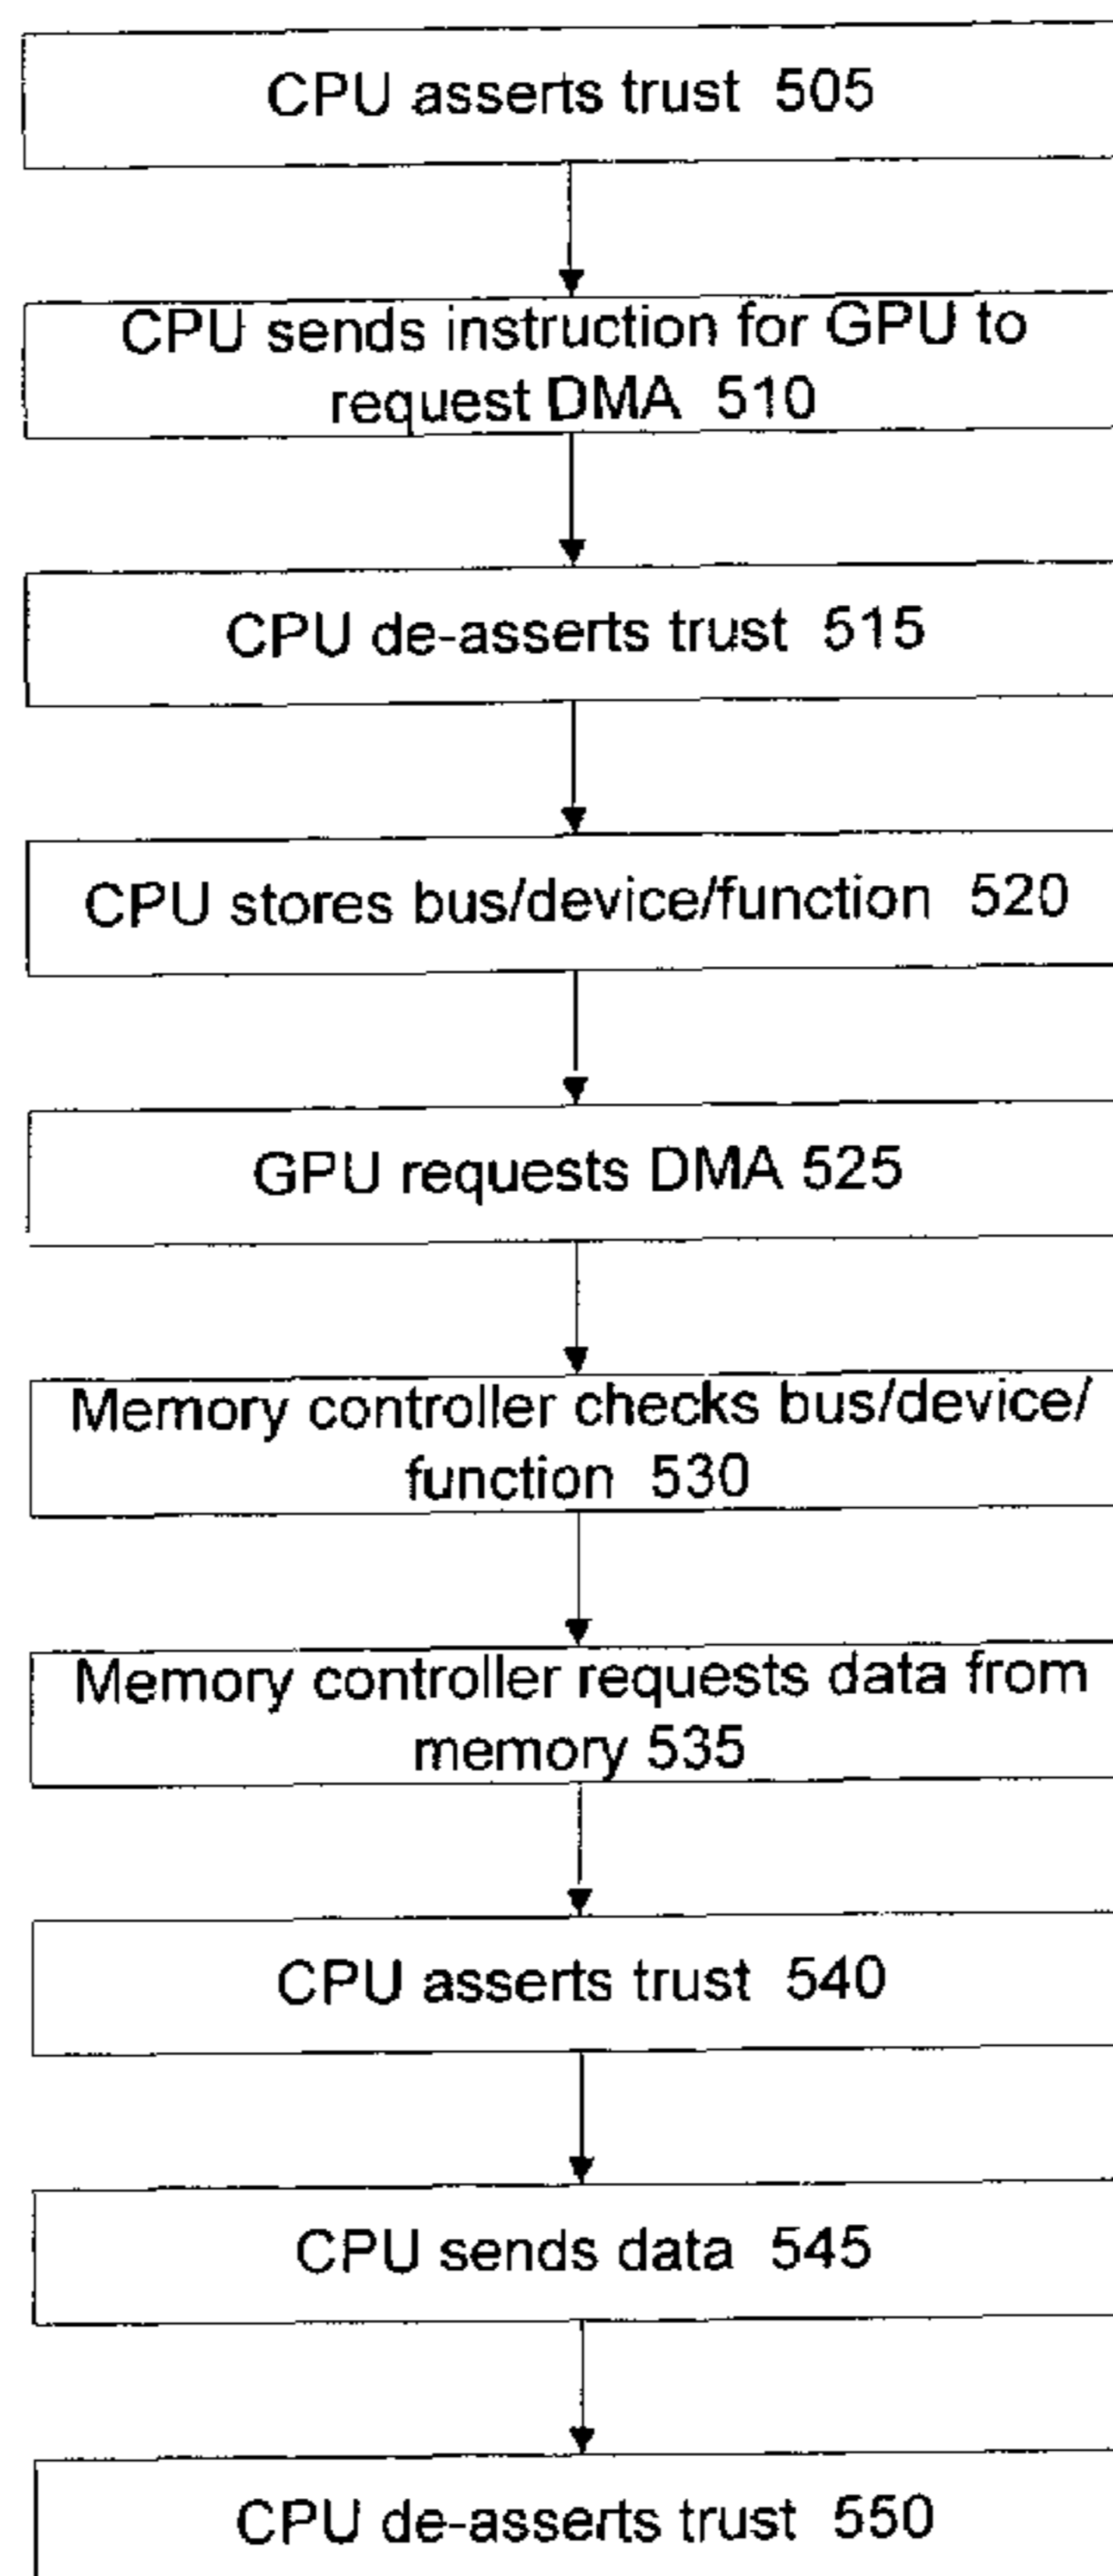 CPU asserts trust 505
CPU sends instruction for GPU to
request DMA 510
CPU de-asserts trust 515
CPU stores bus/device/function 520
GPU requests DMA 525
Memory controller checks bus/device/
function 530
Memory controller requests data from
memory 535
CPU asserts trust 540
CPU sends data 545
CPU de-asserts trust 550